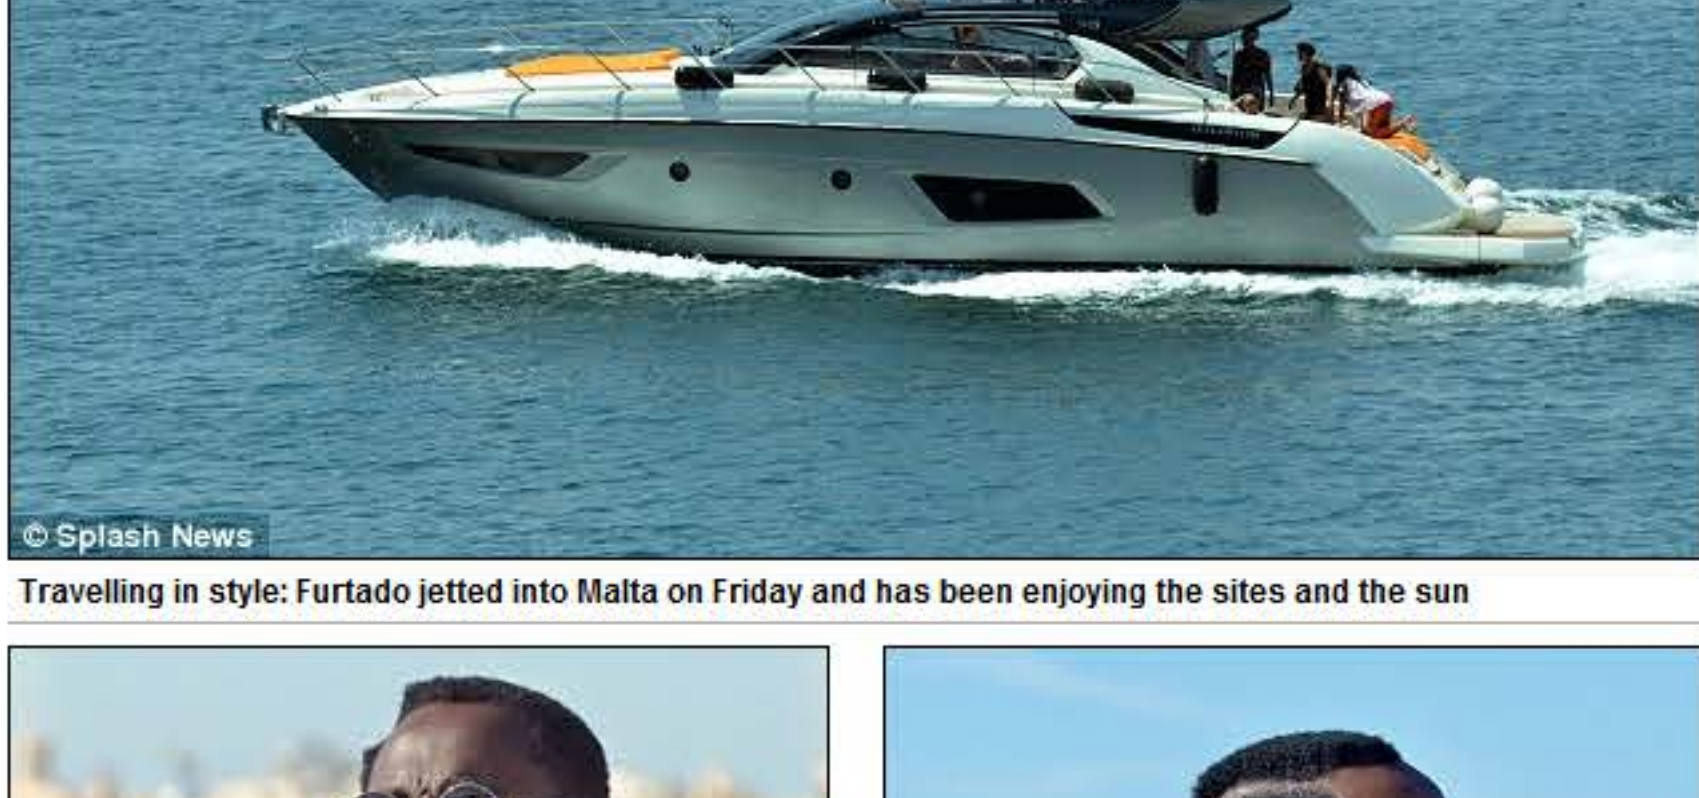 © Splash News
Travelling in style: Furtado jetted into Malta on Friday and has been enjoying the sites and the sun